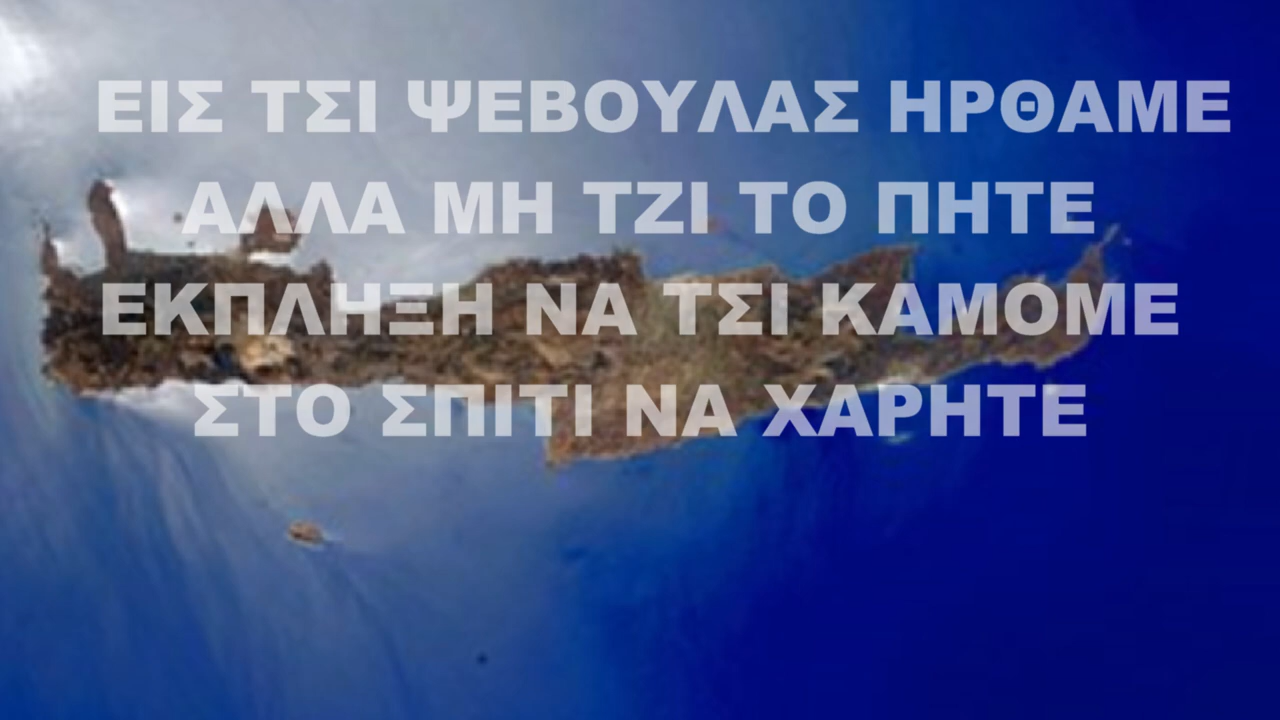 ΕΙΣ ΤΣΙ ΨΕΒΟΥΛΑΣ ΗΡΘΑΜΕ
ΑΛΛΑ ΜΗ ΤΖΙ ΤΟ ΠΗΤΕ
ΕΚΠΛΗΞΗ ΝΑ ΤΣΙ ΚΑΜΟΜΕ
ΣΤΟ ΣΠΙΤΙ ΝΑ ΧΑΡΗΤΕ